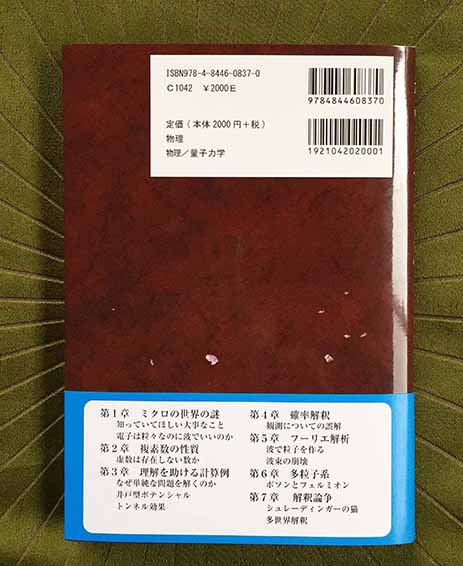 ISBN978-4-8446-0837-0
C1042 ¥2000E
定価(本体2000円+税)
物理
物理/量子力学
9784844608370
1921042020001
第1章 ミクロの世界の謎
知っていてほしい大事なこと
電子は粒々なのに波でいいのか
第2章 複素数の性質
虚数は存在しない数か
第3章 理解を助ける計算例
なぜ単純な問題を解くのか
井戸型ポテンシャル
トンネル効果
第4章 確率解釈
観測についての誤解
第5章 フーリエ解析
波で粒子を作る
波束の崩壊
第6章 多粒子系
ボソンとフェルミオン
第7章 解釈論争
シュレーディンガーの猫
多世界解釈